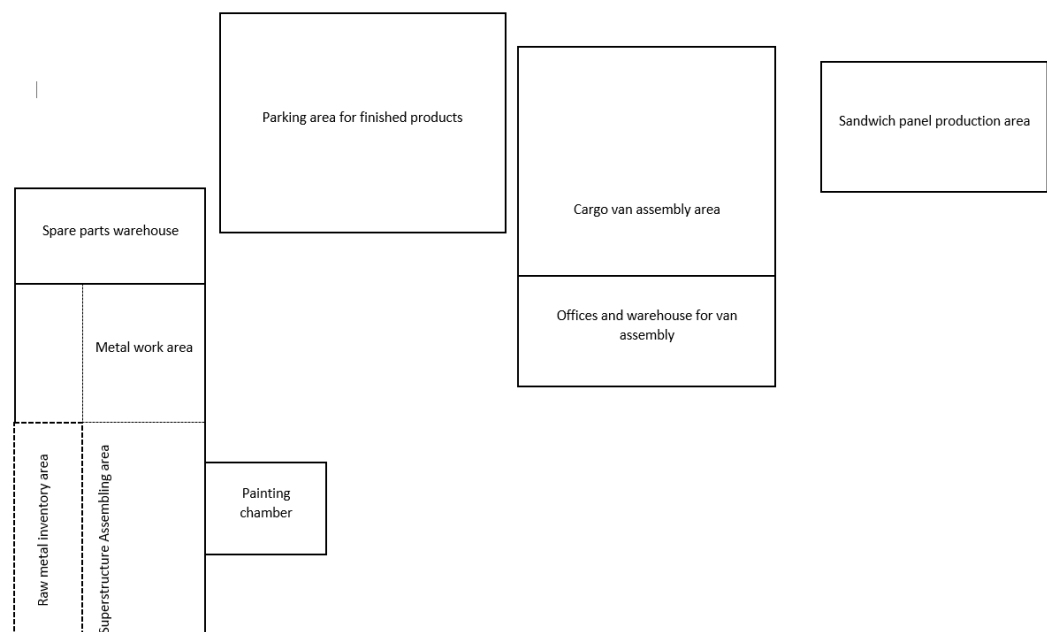 Parking area for finished products
Sandwich panel production area
Cargo van assembly area
Spare parts warehouse
Offices and warehouse for van
assembly
Metal work area
Raw metal inventory area
Superstructure Assembling area
Painting
chamber